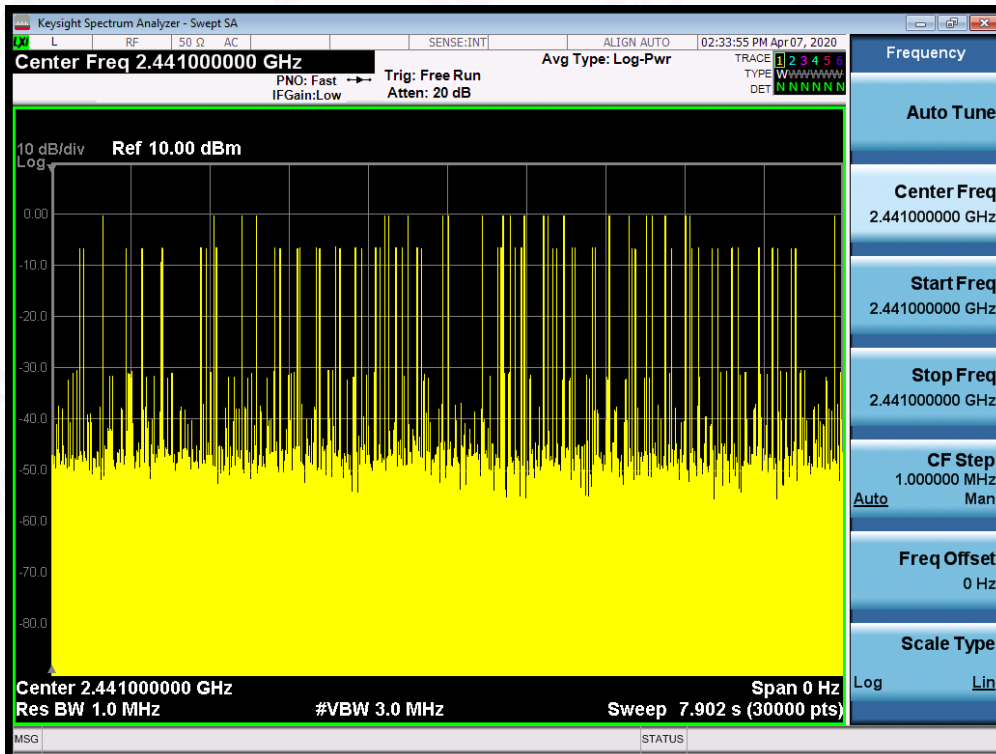 Keysight Spectrum Analyzer - Swept SA
LXI L RF 50 Ω AC SENSE:INT ALIGN AUTO 02:33:55 PM Apr 07, 2020
Center Freq 2.441000000 GHz
PNO: Fast
IFGain:Low
Trig: Free Run
Atten: 20 dB
Avg Type: Log-Pwr
TRACE 1 2 3 4 5 6
TYPE W
DET N N N N N N
10 dB/div
Log
Ref 10.00 dBm
0.00
-10.0
-20.0
-30.0
-40.0
-50.0
-60.0
-70.0
-80.0
Center 2.441000000 GHz
Span 0 Hz
Res BW 1.0 MHz
#VBW 3.0 MHz
Sweep 7.902 s (30000 pts)
MSG
STATUS
Frequency
Auto Tune
Center Freq
2.441000000 GHz
Start Freq
2.441000000 GHz
Stop Freq
2.441000000 GHz
CF Step
1.000000 MHz
Auto Man
Freq Offset
0 Hz
Scale Type
Log Lin